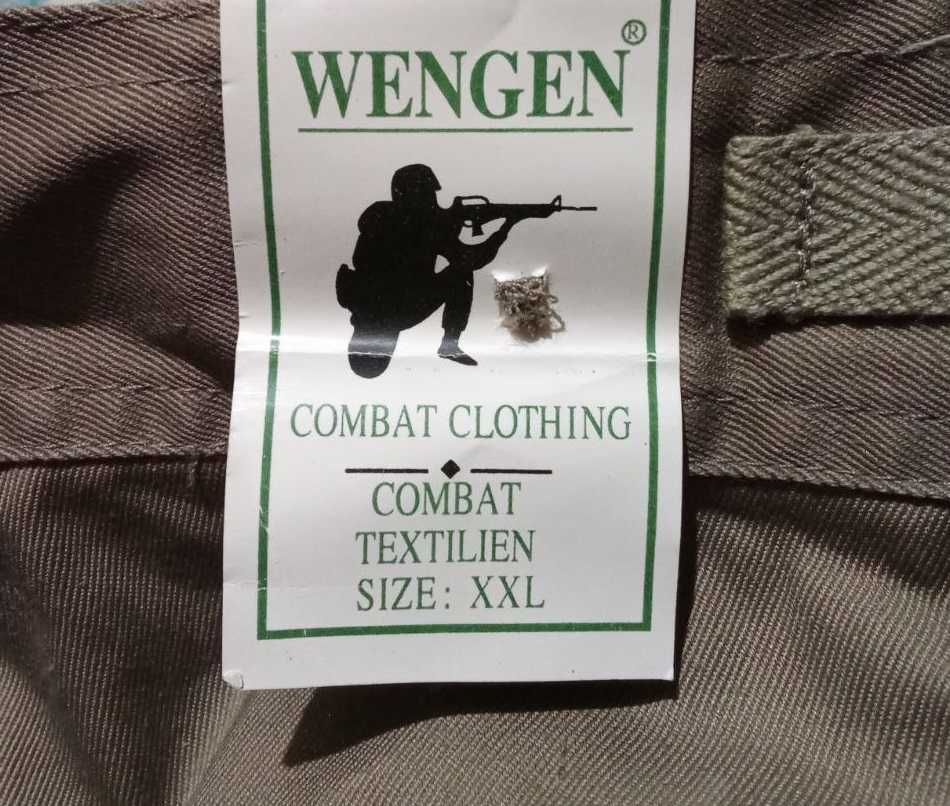 WENGEN®
COMBAT CLOTHING
COMBAT
TEXTILIEN
SIZE: XXL